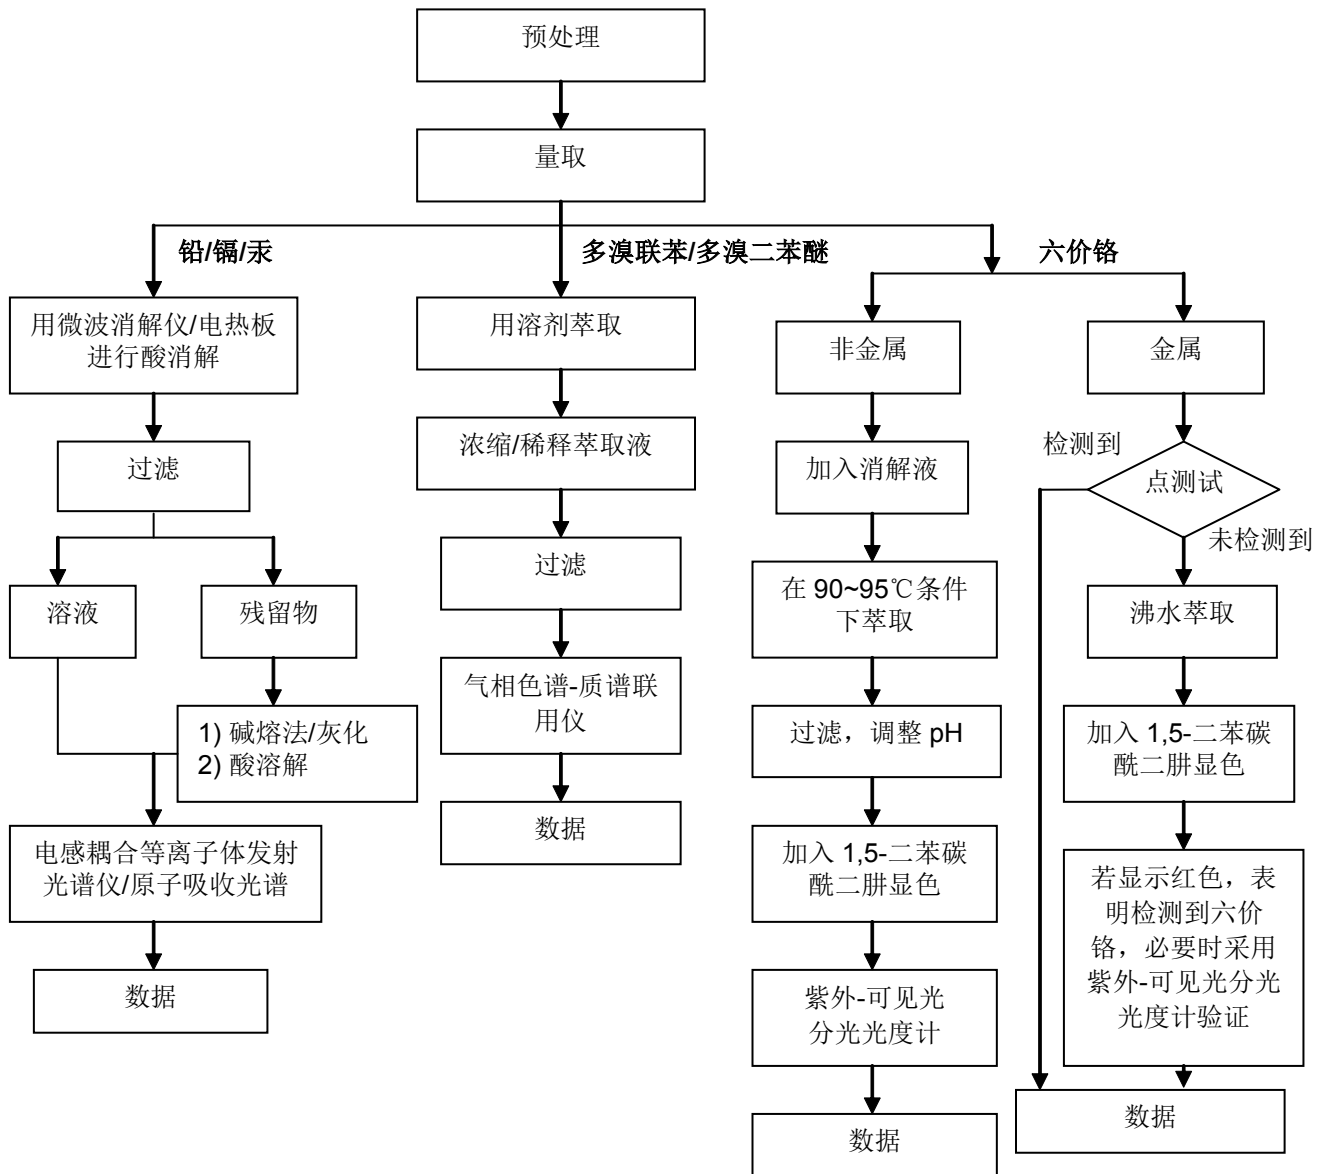 预处理
量取
铅/镉/汞
多溴联苯/多溴二苯醚
六价铬
用微波消解仪/电热板
进行酸消解
过滤
溶液
残留物
1) 碱熔法/灰化
2) 酸溶解
电感耦合等离子体发射
光谱仪/原子吸收光谱
数据
用溶剂萃取
浓缩/稀释萃取液
过滤
气相色谱-质谱联
用仪
数据
非金属
加入消解液
在 90~95℃条件
下萃取
过滤，调整 pH
加入 1,5-二苯碳
酰二肼显色
紫外-可见光
分光光度计
数据
金属
检测到
点测试
未检测到
沸水萃取
加入 1,5-二苯碳
酰二肼显色
若显示红色，表
明检测到六价
铬，必要时采用
紫外-可见光分光
光度计验证
数据